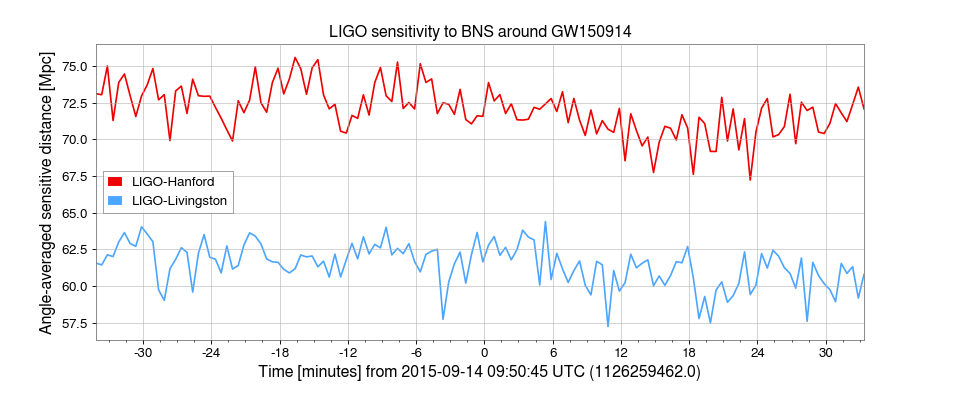 LIGO sensitivity to BNS around GW150914
Angle-averaged sensitive distance [Mpc]
75.0
72.5
70.0
67.5
65.0
62.5
60.0
57.5
LIGO-Hanford
LIGO-Livingston
-30 -24 -18 -12 -6 0 6 12 18 24 30
Time [minutes] from 2015-09-14 09:50:45 UTC (1126259462.0)